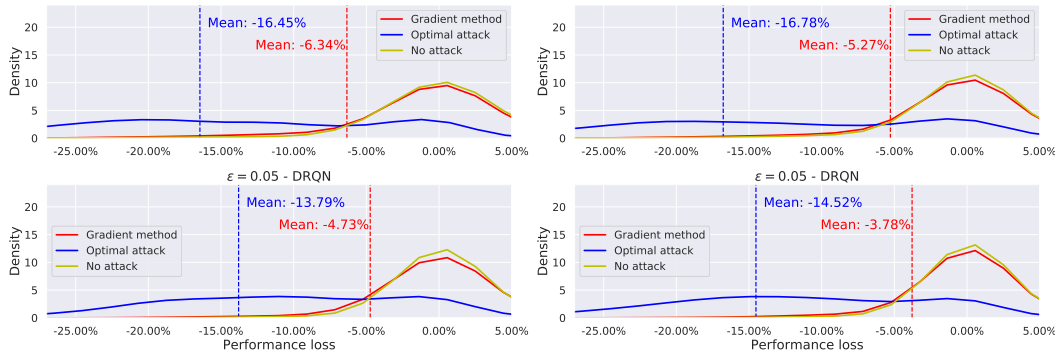 Mean: -16.45%
Mean: -6.34%
Gradient method
Optimal attack
No attack
Density
20
15
10
5
0
-25.00%
-20.00%
-15.00%
-10.00%
-5.00%
0.00%
5.00%
Mean: -16.78%
Mean: -5.27%
Gradient method
Optimal attack
No attack
Density
20
15
10
5
0
-25.00%
-20.00%
-15.00%
-10.00%
-5.00%
0.00%
5.00%
ε = 0.05 - DRQN
Mean: -13.79%
Mean: -4.73%
Gradient method
Optimal attack
No attack
Density
20
15
10
5
0
-25.00%
-20.00%
-15.00%
-10.00%
-5.00%
0.00%
5.00%
Performance loss
ε = 0.05 - DRQN
Mean: -14.52%
Mean: -3.78%
Gradient method
Optimal attack
No attack
Density
20
15
10
5
0
-25.00%
-20.00%
-15.00%
-10.00%
-5.00%
0.00%
5.00%
Performance loss